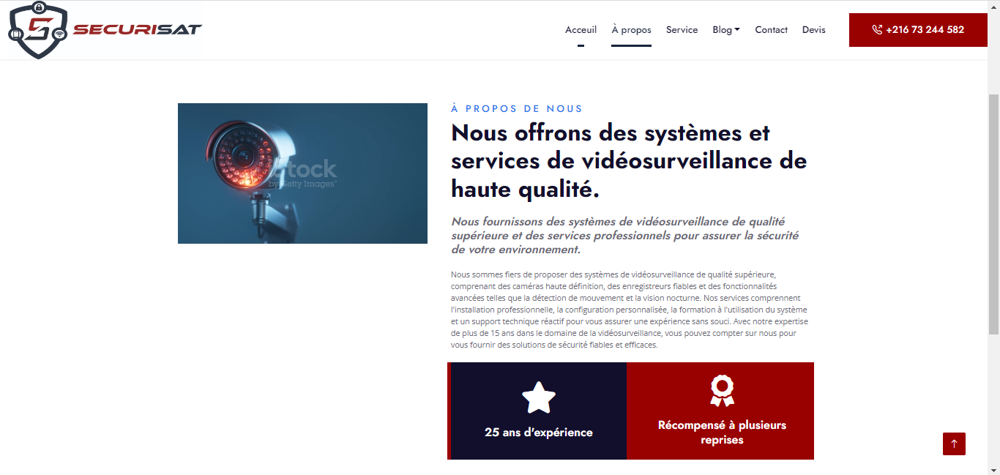 SECURISAT
Acceuil À propos Service Blog Contact Devis +216 73 244 582
stock
by Getty Images™
À PROPOS DE NOUS
Nous offrons des systèmes et
services de vidéosurveillance de
haute qualité.
Nous fournissons des systèmes de vidéosurveillance de qualité
supérieure et des services professionnels pour assurer la sécurité
de votre environnement.
Nous sommes fiers de proposer des systèmes de vidéosurveillance de qualité supérieure,
comprenant des caméras haute définition, des enregistreurs fiables et des fonctionnalités
avancées telles que la détection de mouvement et la vision nocturne. Nos services comprennent
l'installation professionnelle, la configuration personnalisée, la formation à l'utilisation du système
et un support technique réactif pour vous assurer une expérience sans souci. Avec notre expertise
de plus de 15 ans dans le domaine de la vidéosurveillance, vous pouvez compter sur nous pour
vous fournir des solutions de sécurité fiables et efficaces.
25 ans d'expérience
Récompensé à plusieurs
reprises